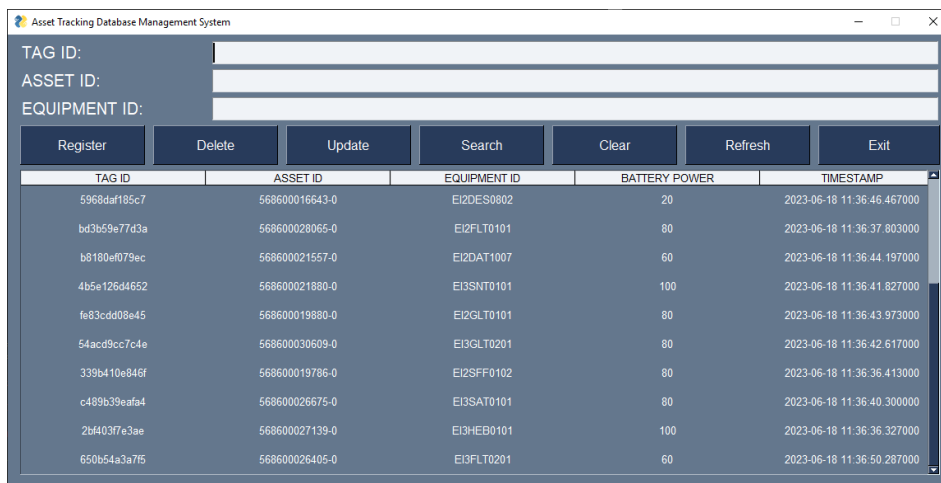 Asset Tracking Database Management System
TAG ID:
ASSET ID:
EQUIPMENT ID:
Register Delete Update Search Clear Refresh Exit
TAG ID ASSET ID EQUIPMENT ID BATTERY POWER TIMESTAMP
5968daf185c7 568600016643-0 EI2DES0802 20 2023-06-18 11:36:46.467000
bd3b59e77d3a 568600028065-0 EI2FLT0101 80 2023-06-18 11:36:37.803000
b8180ef079ec 568600021557-0 EI2DAT1007 60 2023-06-18 11:36:44.197000
4b5e126d4652 568600021880-0 EI3SNT0101 100 2023-06-18 11:36:41.827000
fe83cdd08e45 568600019880-0 EI2GLT0101 80 2023-06-18 11:36:43.973000
54acd9cc7c4e 568600030609-0 EI3GLT0201 80 2023-06-18 11:36:42.617000
339b410e846f 568600019786-0 EI2SFF0102 80 2023-06-18 11:36:36.413000
c489b39eafa4 568600026675-0 EI3SAT0101 80 2023-06-18 11:36:40.300000
2bf403f7e3ae 568600027139-0 EI3HEB0101 100 2023-06-18 11:36:36.327000
650b54a3a7f5 568600026405-0 EI3FLT0201 60 2023-06-18 11:36:50.287000